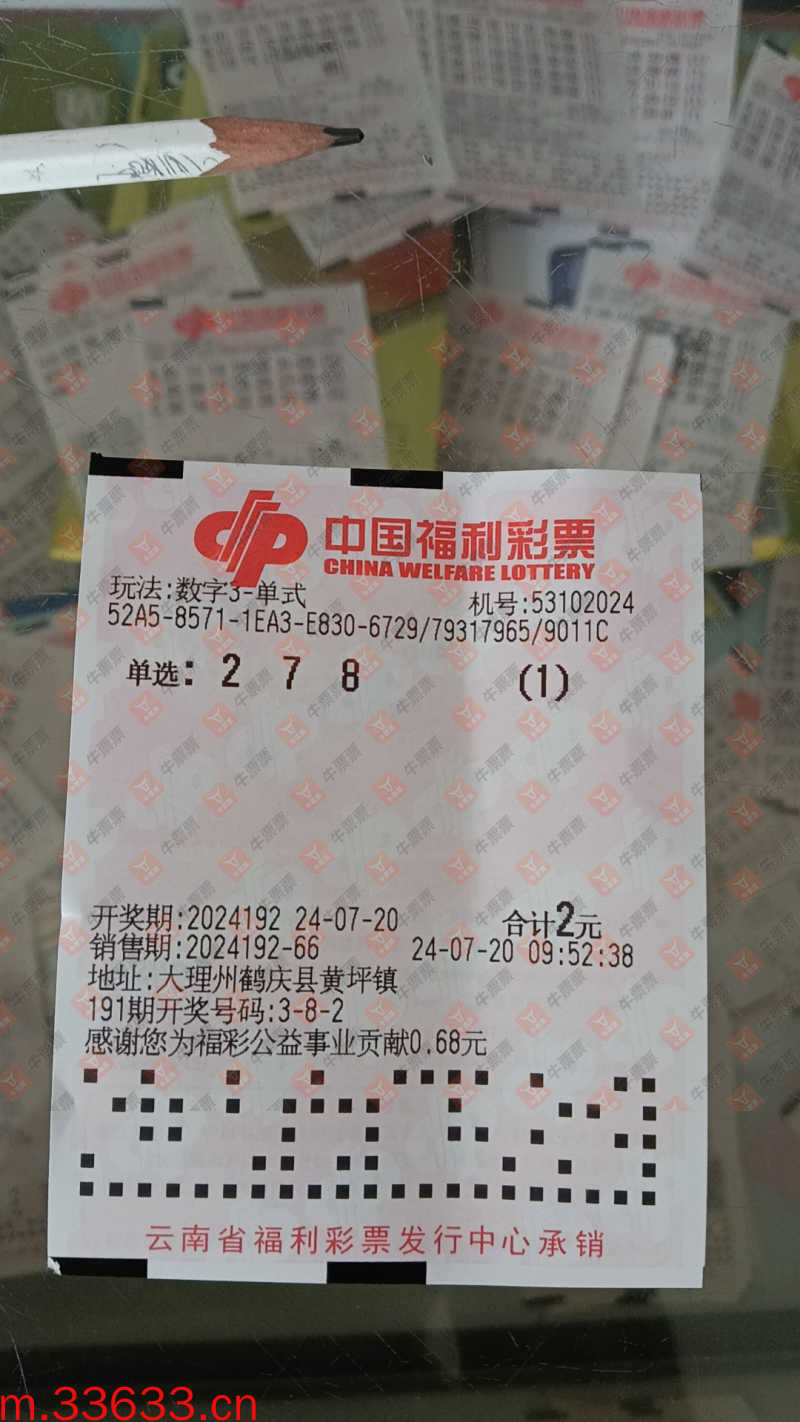 中国福利彩票
CHINA WELFARE LOTTERY
玩法:数字3-单式 机号:53102024
52A5-8571-1EA3-E830-6729/79317965/9011C
单选: 2 7 8 (1)
开奖期:2024192 24-07-20 合计2元
销售期:2024192-66 24-07-20 09:52:38
地址:大理州鹤庆县黄坪镇
191期开奖号码:3-8-2
感谢您为福彩公益事业贡献0.68元
云南省福利彩票发行中心承销
牛票票
m.33633.cn